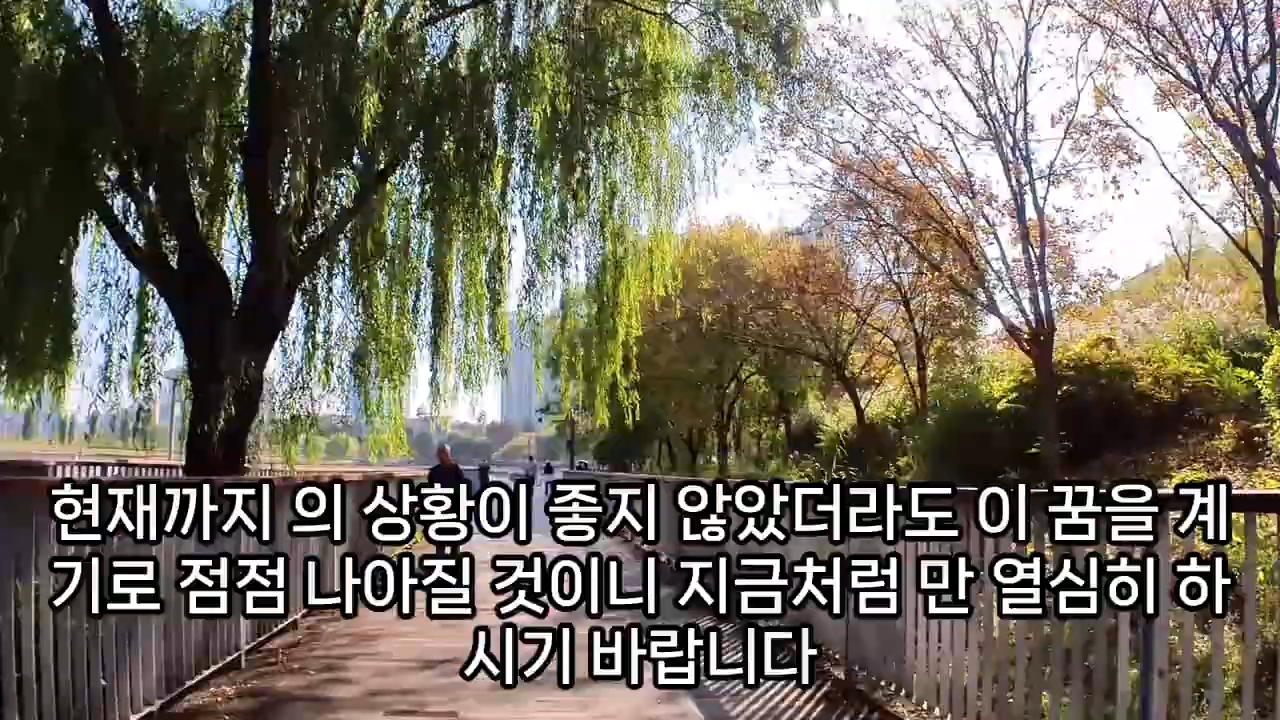 현재까지 의 상황이 좋지 않았더라도 이 꿈을 계
기로 점점 나아질 것이니 지금처럼 만 열심히 하
시기 바랍니다